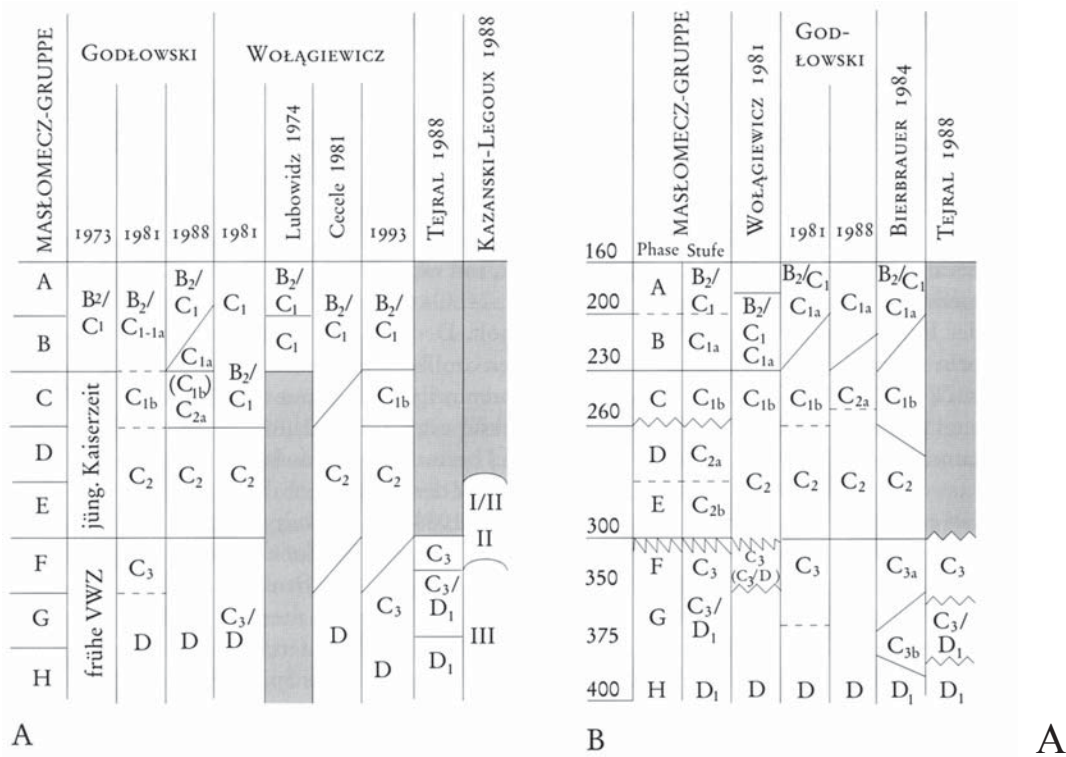 MASŁOMECZ-GRUPPE
GODŁOWSKI
WOŁĄGIEWICZ
Lubowidz 1974
Cecele 1981
TEJRAL 1988
KAZANSKI-LEGOUX 1988
1973 1981 1988 1981 1993
A B2/ C1 B2/ C1-1a B2/ C1 C1 B2/ C1 B2/ C1 B2/ C1
B C1a C1
C C1b (C1b) C2a B2/ C1 C1b
D
E jüng. Kaiserzeit C2 C2 C2 C2 C2 I/II
II
F C3 C3
G frühe VWZ D D C3/ D D C3 C3/ D1 III
H D D1
A
MASŁOMECZ-GRUPPE
WOŁĄGIEWICZ 1981
GOD-
ŁOWSKI
BIERBRAUER 1984
TEJRAL 1988
1981 1988
160 Phase Stufe
A B2/ C1 B2/C1 C1a C1a B2/C1 C1a
200 B2/ C1 C1a
B C1a
230
C C1b C1b C1b C2a C1b
260
D C2a
C2 C2 C2 C2
E C2b
300
F C3 C3 (C3/D) C3 C3a C3
350
G C3/ D1 C3/ D1
375 C3b
400 H D1 D D D D1 D1
B
A